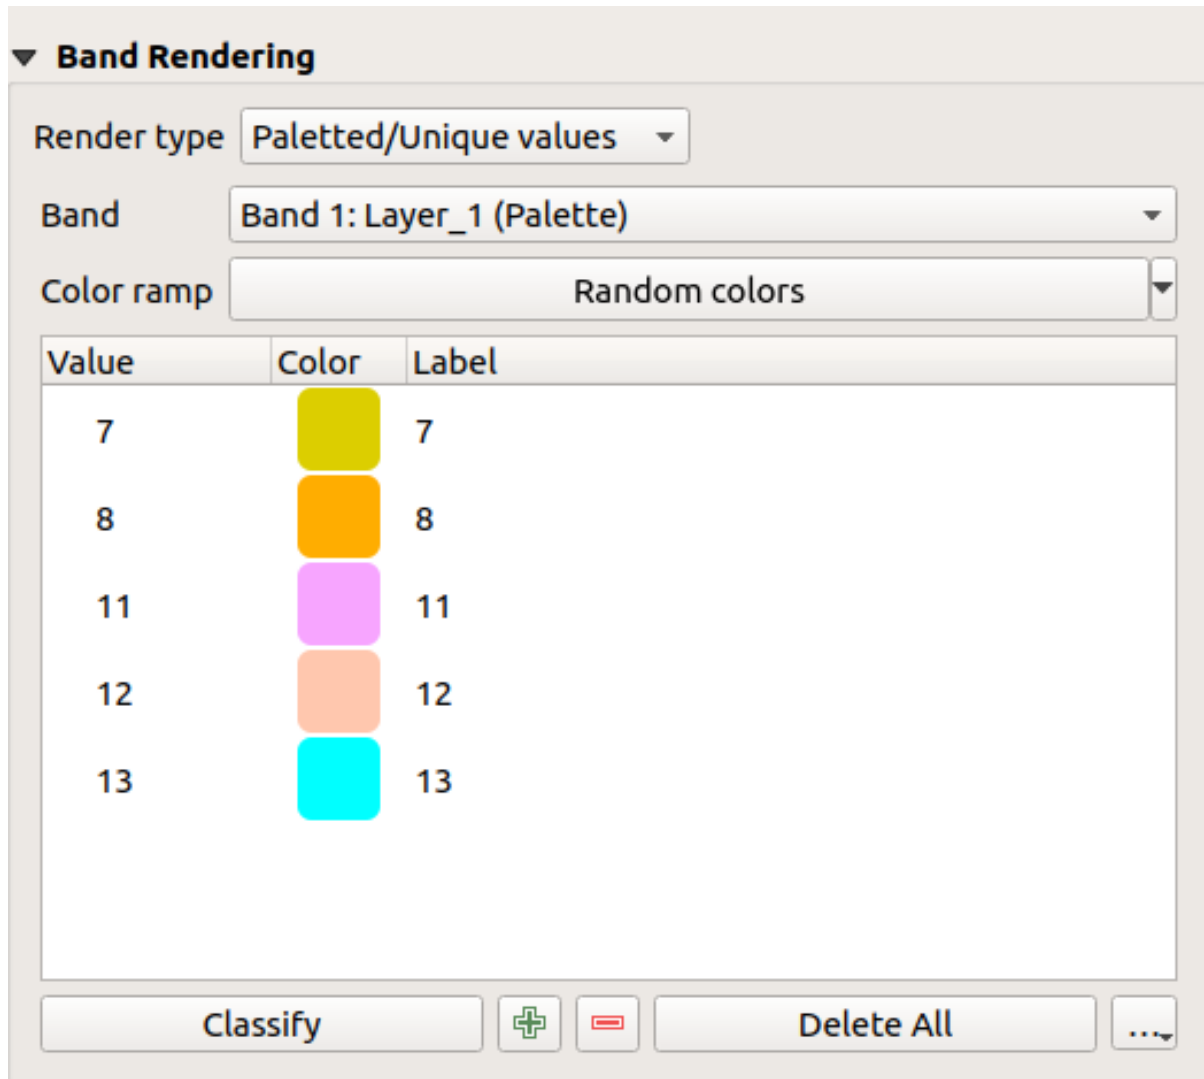 Band Rendering
Render type Paletted/Unique values
Band Band 1: Layer_1 (Palette)
Color ramp Random colors
Value Color Label
7 7
8 8
11 11
12 12
13 13
Classify Delete All ...